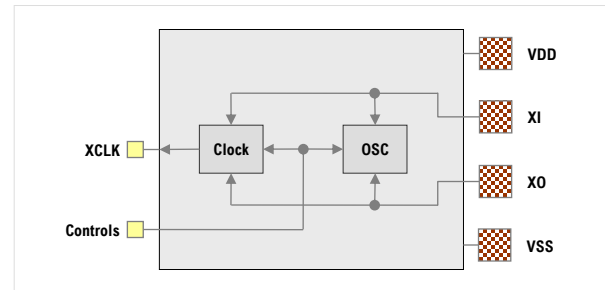 VDD
XI
XCLK
Clock
OSC
XO
Controls
VSS